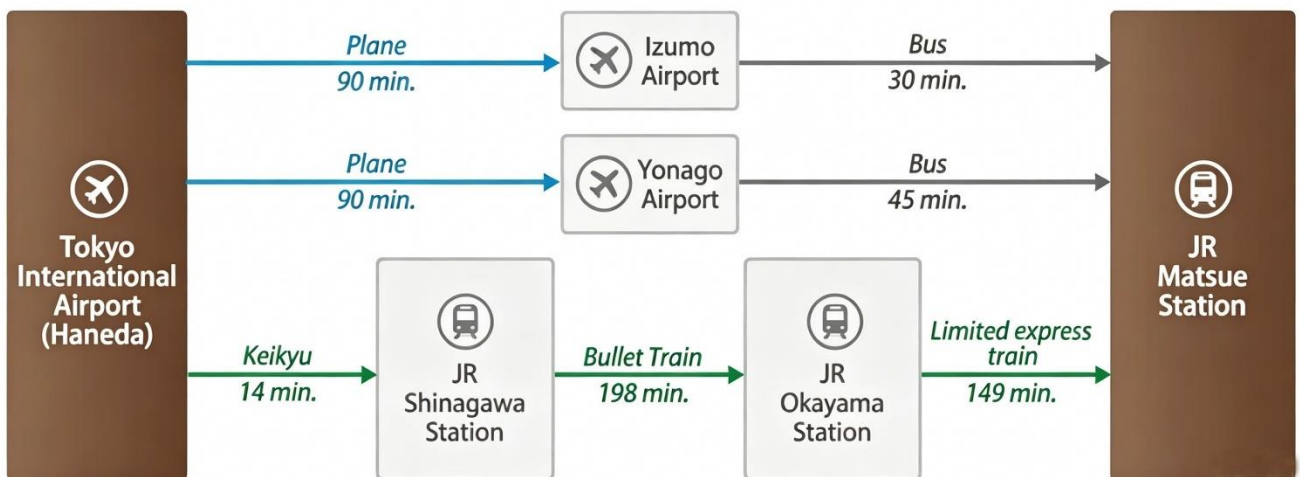 Plane
90 min.
Izumo
Airport
Bus
30 min.
Plane
90 min.
Yonago
Airport
Bus
45 min.
Tokyo
International
Airport
(Haneda)
JR
Matsue
Station
Keikyu
14 min.
JR
Shinagawa
Station
Bullet Train
198 min.
JR
Okayama
Station
Limited express
train
149 min.